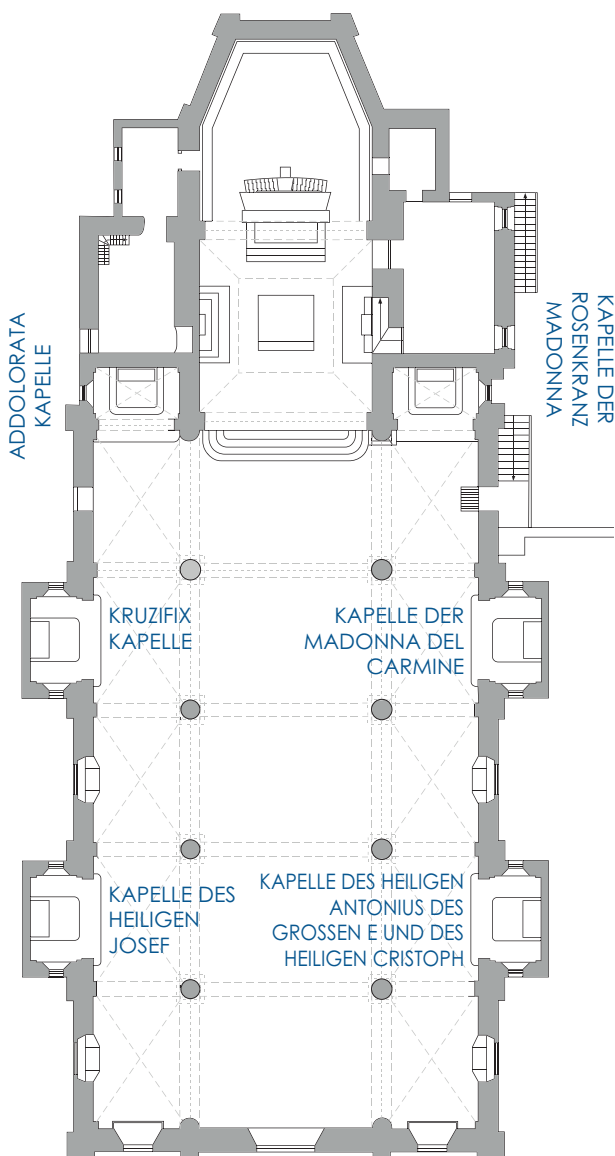 ADDOLORATA
KAPELLE
KAPELLE DER
ROSENKRANZ
MADONNA
KRUZIFIX
KAPELLE
KAPELLE DER
MADONNA DEL
CARMINE
KAPELLE DES
HEILIGEN
JOSEF
KAPELLE DES HEILIGEN
ANTONIUS DES
GROSSEN E UND DES
HEILIGEN CRISTOPH